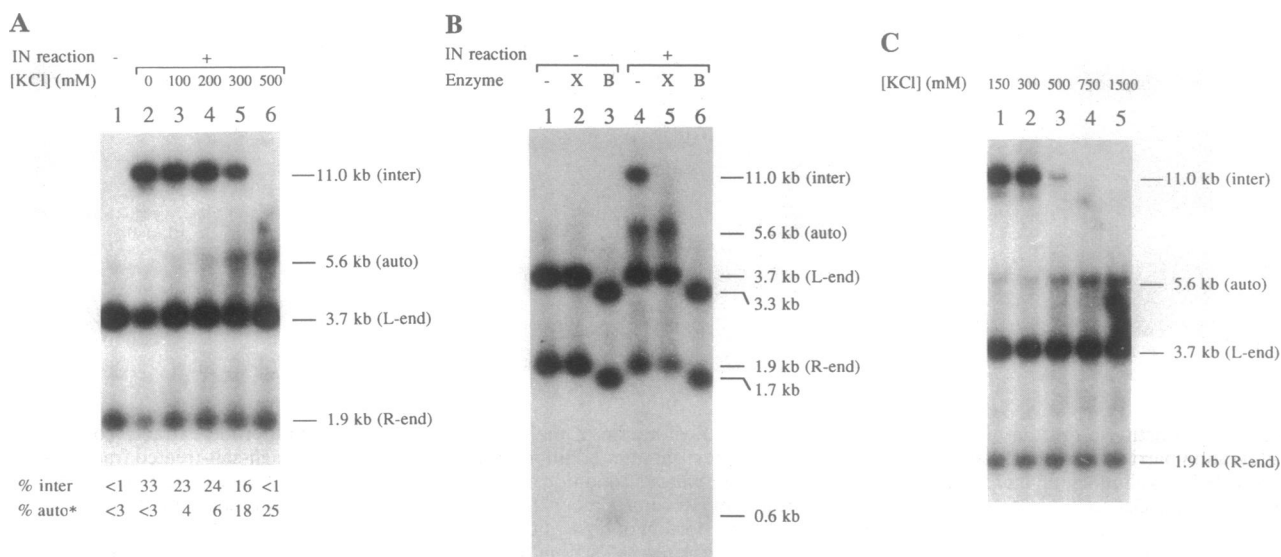 A
IN reaction - +
[KCl] (mM) 0 100 200 300 500
1 2 3 4 5 6
11.0 kb (inter)
5.6 kb (auto)
3.7 kb (L-end)
1.9 kb (R-end)
% inter <1 33 23 24 16 <1
% auto* <3 <3 4 6 18 25
B
IN reaction - +
Enzyme - X B - X B
1 2 3 4 5 6
11.0 kb (inter)
5.6 kb (auto)
3.7 kb (L-end)
3.3 kb
1.9 kb (R-end)
1.7 kb
0.6 kb
C
[KCl] (mM) 150 300 500 750 1500
1 2 3 4 5
11.0 kb (inter)
5.6 kb (auto)
3.7 kb (L-end)
1.9 kb (R-end)